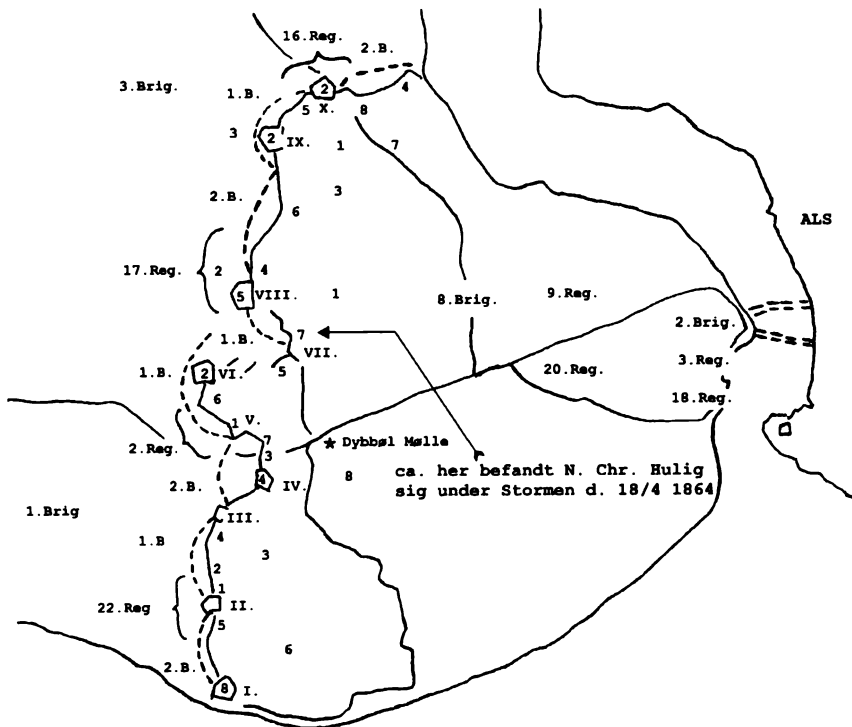 16.Reg.
2.B.
3.Brig.
1.B.
2
4
5
X.
8
3
2
IX.
1
7
3
2.B.
6
ALS
17.Reg.
2
4
5
VIII.
1
8.Brig.
9.Reg.
2.Brig.
1.B.
7
VII.
3.Reg.
1.B.
2
VI.
5
20.Reg.
18.Reg.
6
1
V.
2.Reg.
7
3
* Dybbøl Mølle
ca. her befandt N. Chr. Hulig
sig under Stormen d. 18/4 1864
2.B.
4
IV.
8
1.Brig
III.
1.B
4
3
2
1
22.Reg
II.
5
6
2.B.
8
I.